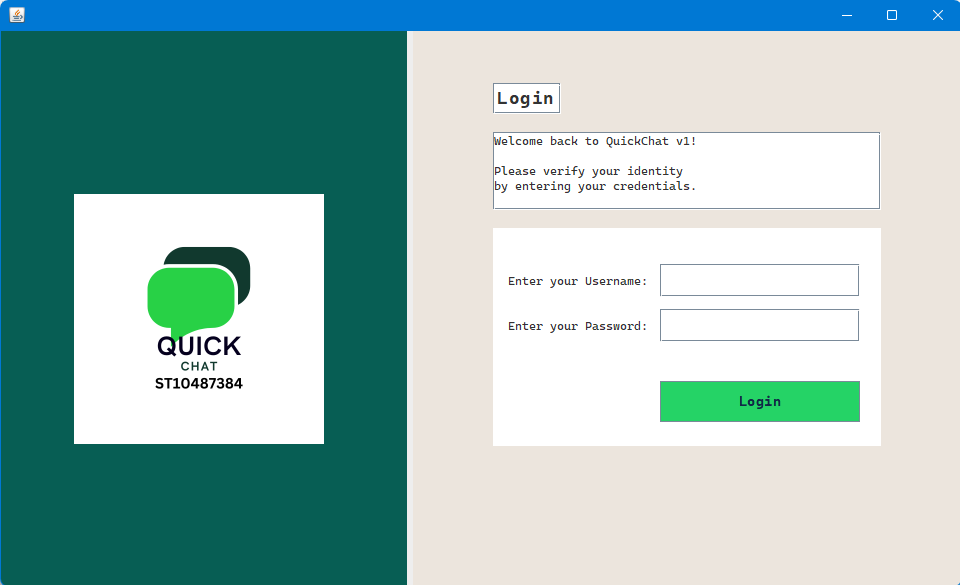 QUICK
CHAT
ST10487384
Login
Welcome back to QuickChat v1!
Please verify your identity
by entering your credentials.
Enter your Username:
Enter your Password:
Login